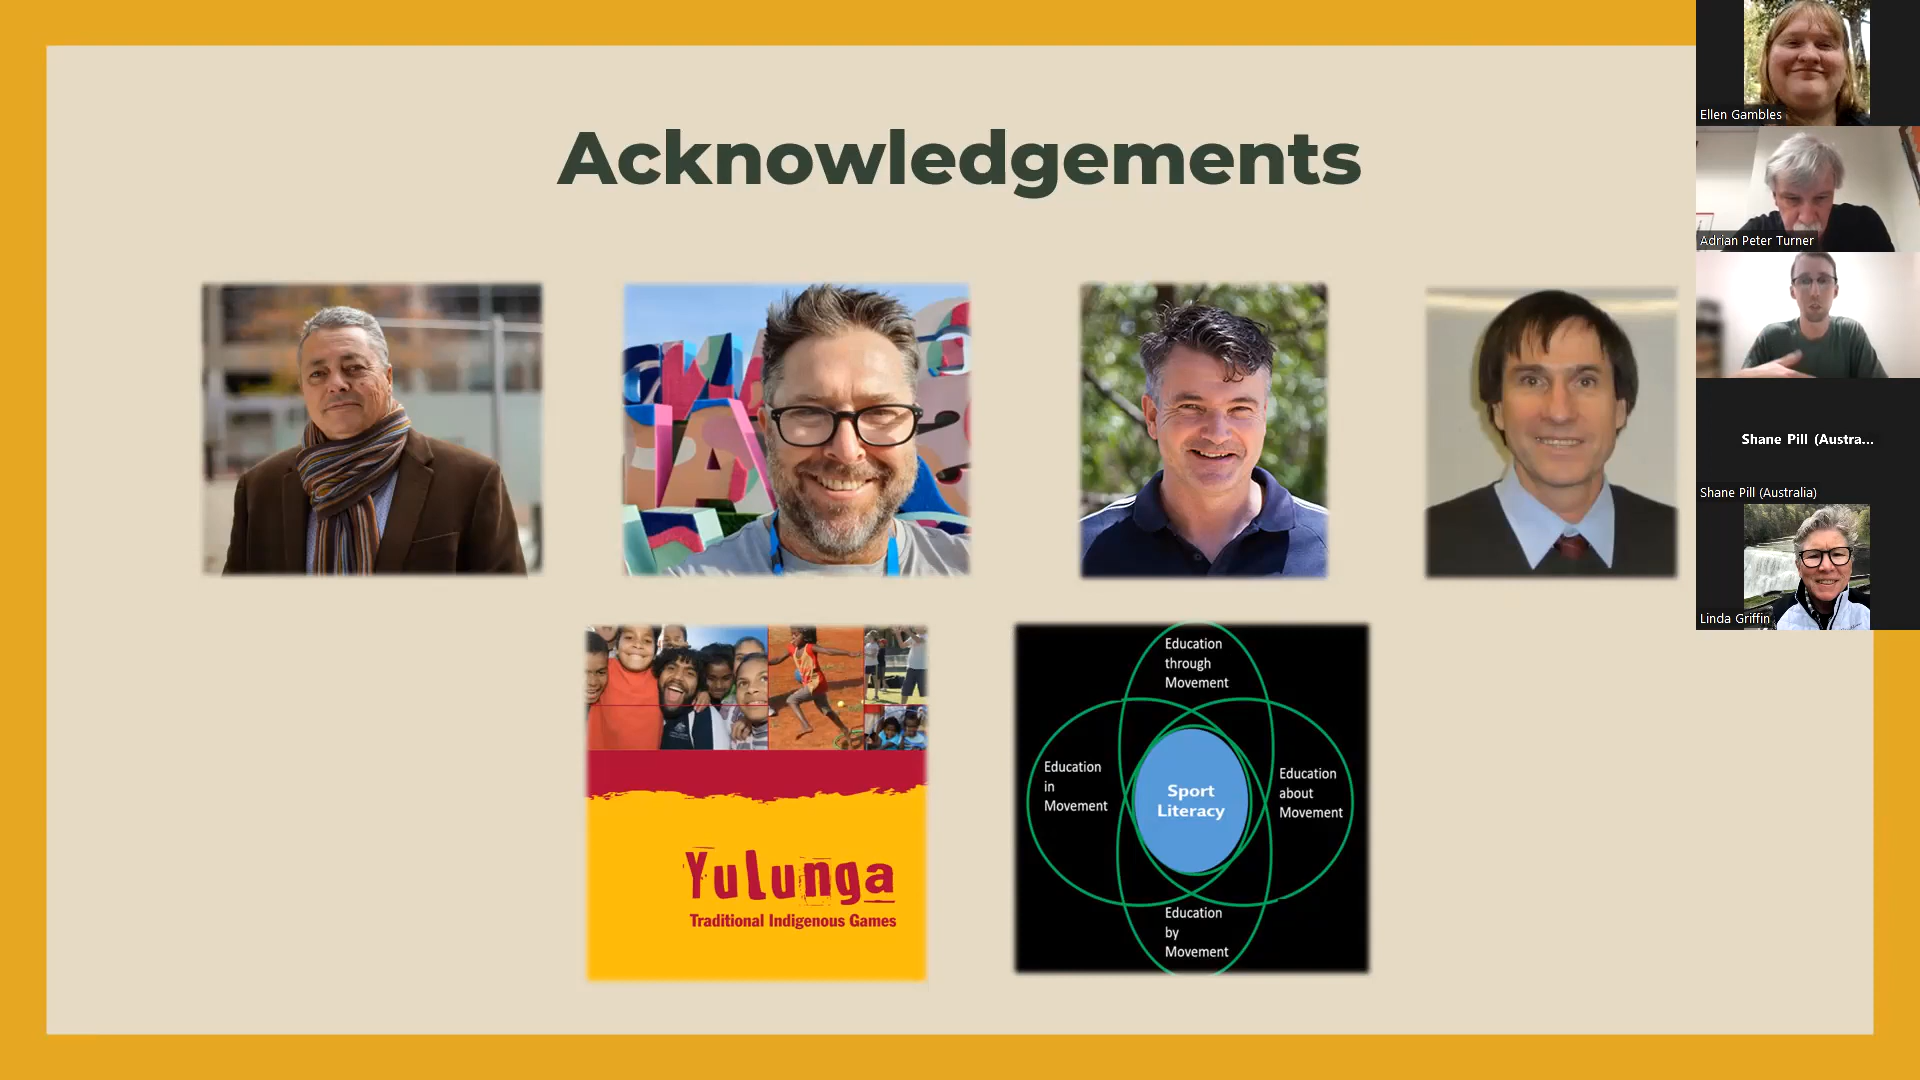 Acknowledgements
Ellen Gambles
Adrian Peter Turner
Shane Pill (Austra...
Shane Pill (Australia)
Linda Griffin
Yulunga
Traditional Indigenous Games
Education
through
Movement
Education
in
Movement
Sport
Literacy
Education
about
Movement
Education
by
Movement